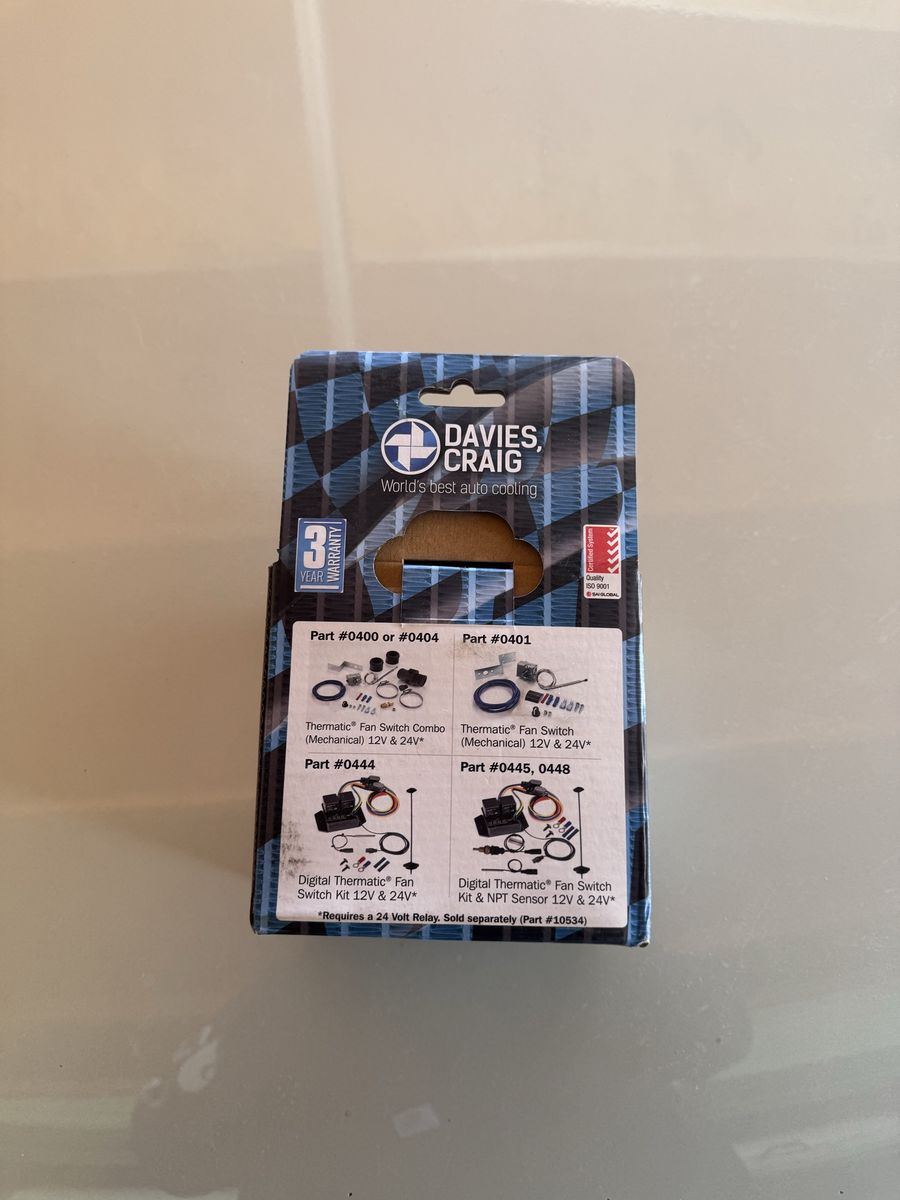 DAVIES,
CRAIG
World's best auto cooling
3
YEAR
WARRANTY
Certified System
Quality
ISO 9001
SAI GLOBAL
Part #0400 or #0404
Thermatic® Fan Switch Combo
(Mechanical) 12V & 24V*
Part #0401
Thermatic® Fan Switch
(Mechanical) 12V & 24V*
Part #0444
Digital Thermatic® Fan
Switch Kit 12V & 24V*
Part #0445, 0448
Digital Thermatic® Fan Switch
Kit & NPT Sensor 12V & 24V*
*Requires a 24 Volt Relay. Sold separately (Part #10534)